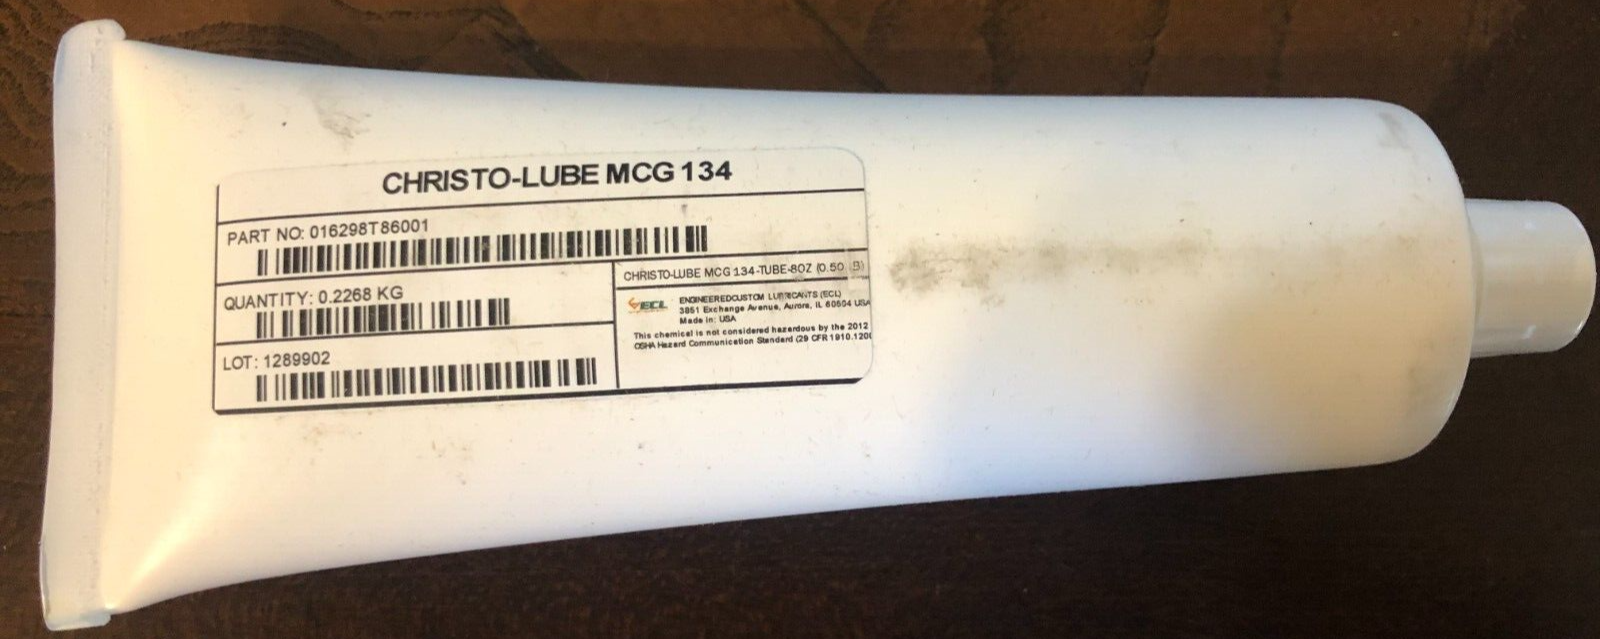 CHRISTO-LUBE MCG 134
PART NO: 016298T86001
QUANTITY: 0.2268 KG
LOT: 1289902
CHRISTO-LUBE MCG 134-TUBE-8OZ (0.50 B)
ECL
ENGINEEREDCUSTOM LUBRICANTS (ECL)
3851 Exchange Avenue, Aurora, IL 60504 USA
Made in: USA
This chemical is not considered hazardous by the 2012
OSHA Hazard Communication Standard (29 CFR 1910.120